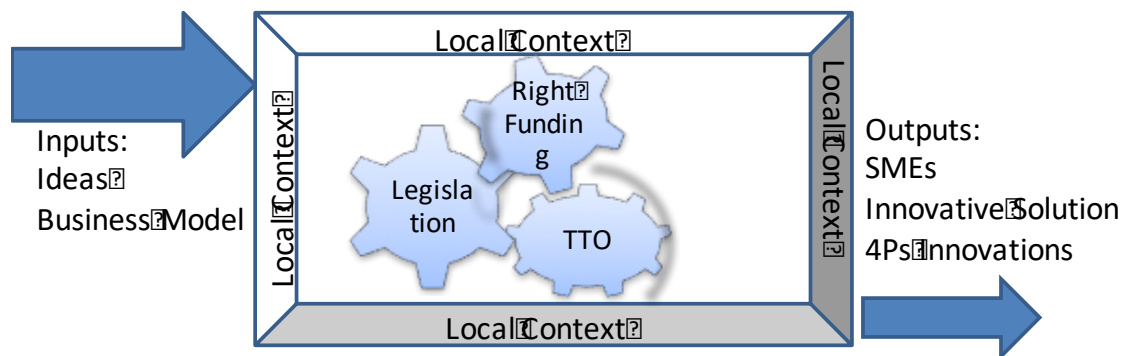 Local⍰Context⍰
Inputs:
Ideas⍰
Business⍰Model
Local⍰Context⍰
Right⍰
Fundin
g
Legisla
tion
TTO
Local⍰Context⍰
Local⍰Context⍰
Outputs:
SMEs
Innovative⍰Solution
4Ps⍰Innovations